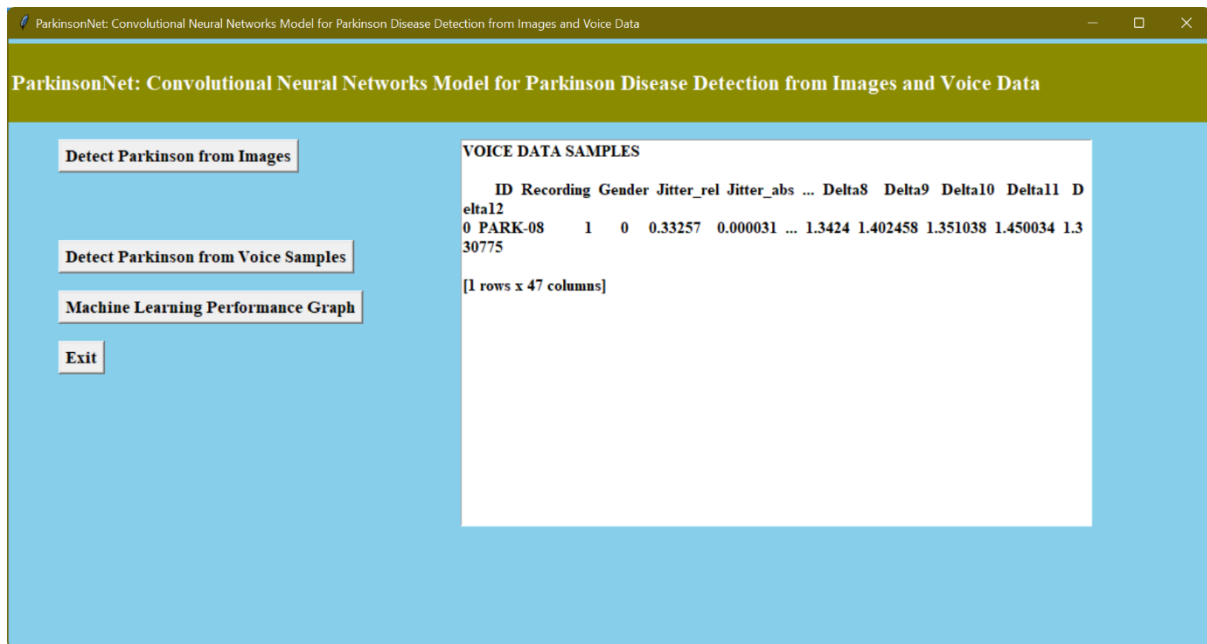 ParkinsonNet: Convolutional Neural Networks Model for Parkinson Disease Detection from Images and Voice Data
ParkinsonNet: Convolutional Neural Networks Model for Parkinson Disease Detection from Images and Voice Data
Detect Parkinson from Images
Detect Parkinson from Voice Samples
Machine Learning Performance Graph
Exit
VOICE DATA SAMPLES
ID Recording Gender Jitter_rel Jitter_abs ... Delta8 Delta9 Delta10 Delta11 D
elta12
0 PARK-08 1 0 0.33257 0.000031 ... 1.3424 1.402458 1.351038 1.450034 1.3
30775
[1 rows x 47 columns]